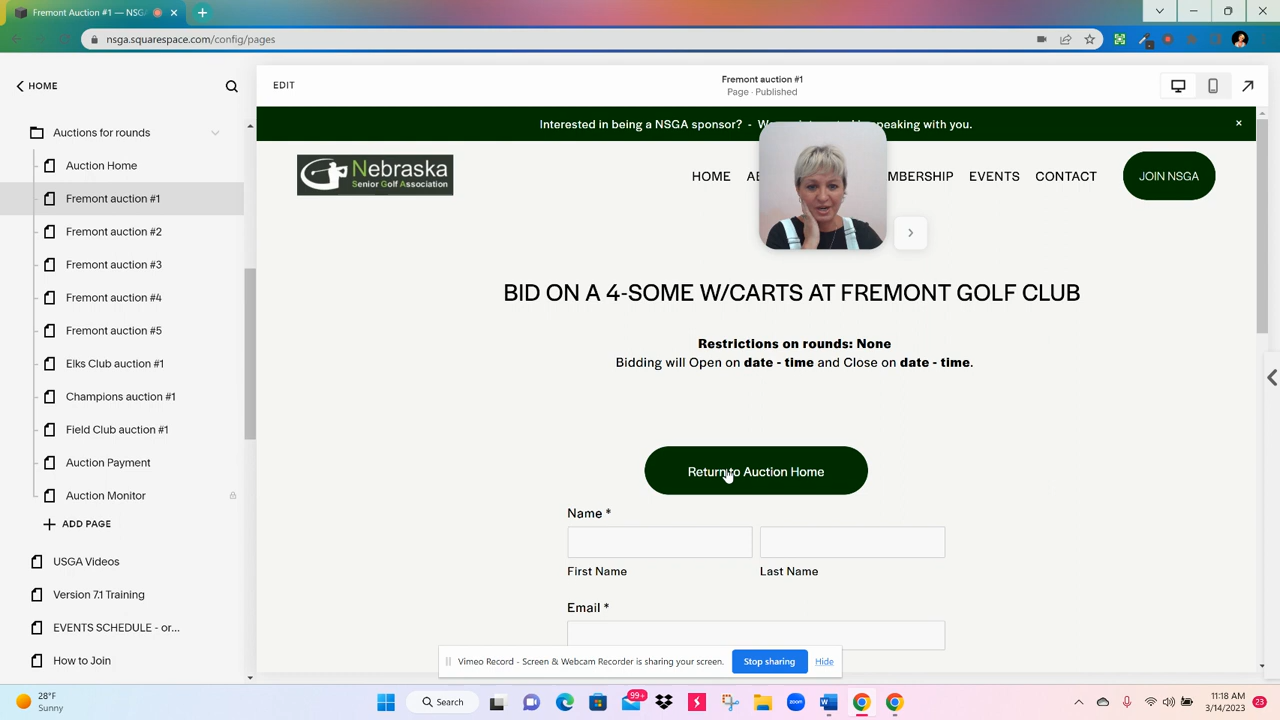 Fremont Auction #1 — NSG
nsga.squarespace.com/config/pages
HOME
EDIT
Fremont auction #1
Page · Published
Auctions for rounds
Auction Home
Fremont auction #1
Fremont auction #2
Fremont auction #3
Fremont auction #4
Fremont auction #5
Elks Club auction #1
Champions auction #1
Field Club auction #1
Auction Payment
Auction Monitor
ADD PAGE
USGA Videos
Version 7.1 Training
EVENTS SCHEDULE - or...
How to Join
Interested in being a NSGA sponsor? - speaking with you.
Nebraska
Senior Golf Association
HOME EVENTS CONTACT JOIN NSGA
BID ON A 4-SOME W/CARTS AT FREMONT GOLF CLUB
Restrictions on rounds: None
Bidding will Open on date - time and Close on date - time.
Return to Auction Home
Name *
First Name Last Name
Email *
Vimeo Record - Screen & Webcam Recorder is sharing your screen. Stop sharing Hide
28°F
Sunny
Search
99+
zoom
11:18 AM
3/14/2023
23